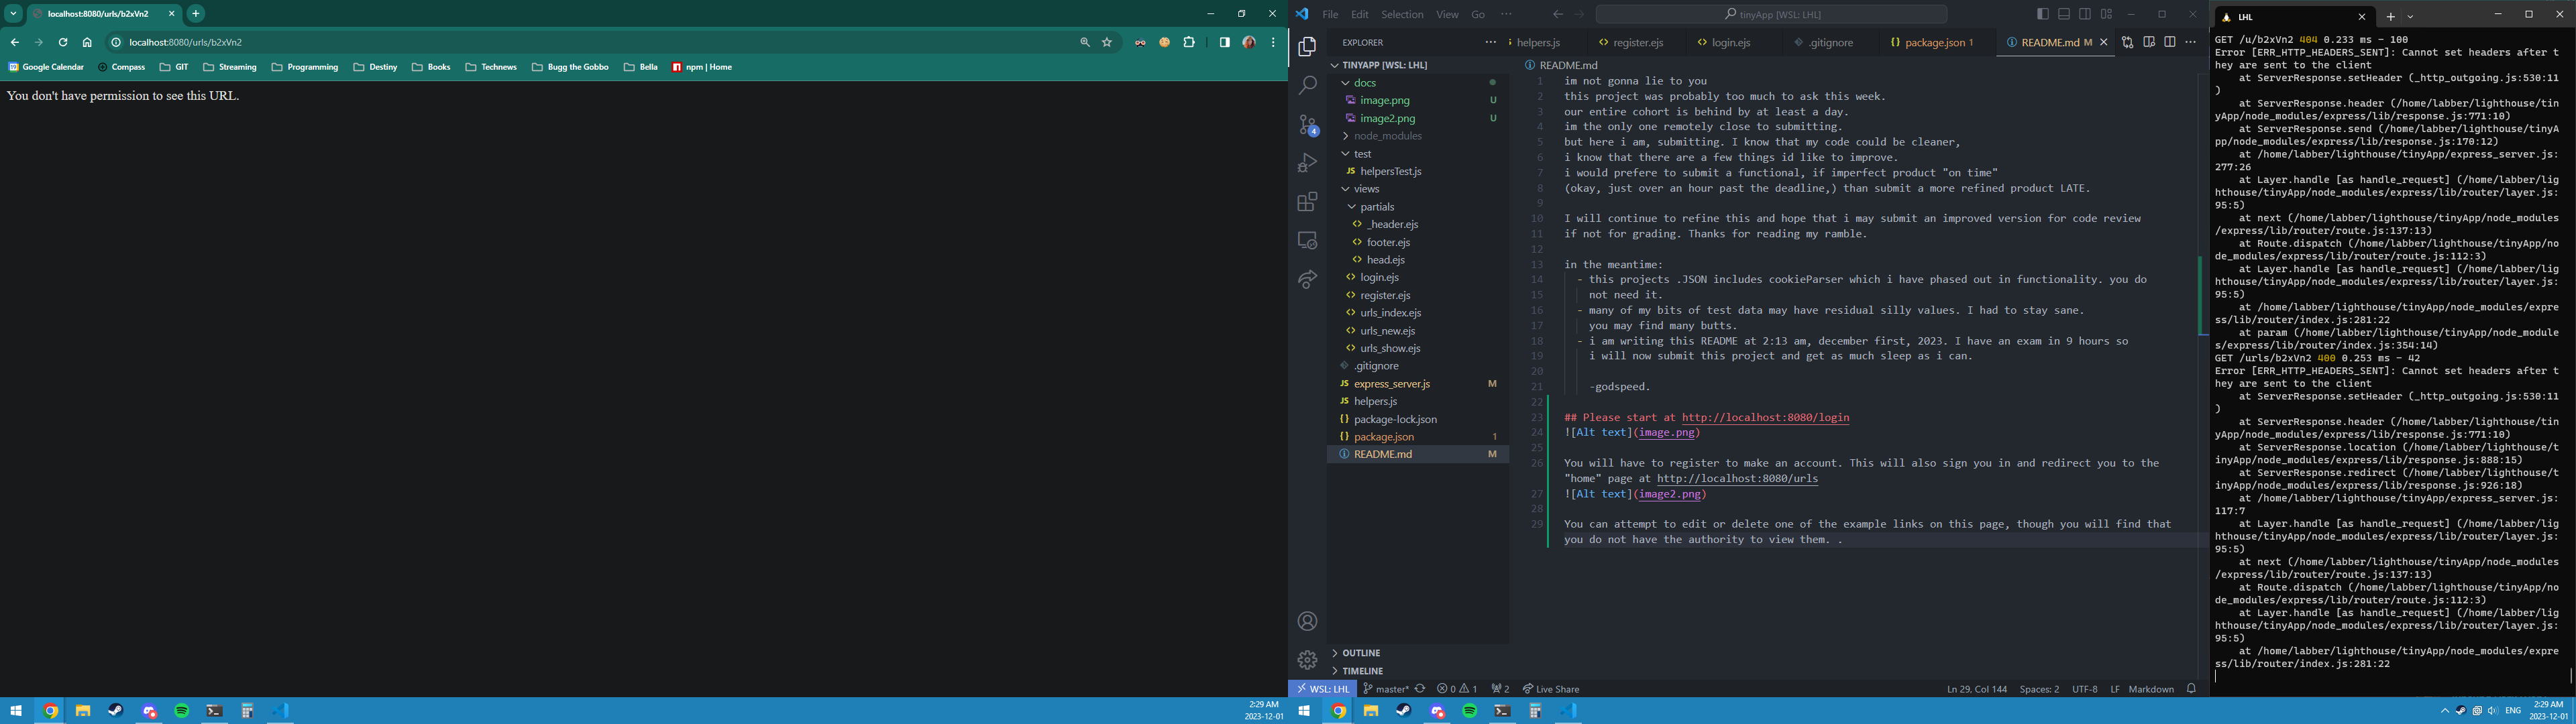 localhost:8080/urls/b2xVn2
localhost:8080/urls/b2xVn2
Google Calendar Compass GIT Streaming Programming Destiny Books Technews Bugg the Gobbo Bella npm | Home
You don't have permission to see this URL.
2:29 AM
2023-12-01
File Edit Selection View Go ··· tinyApp [WSL: LHL]
EXPLORER ···
helpers.js register.ejs login.ejs .gitignore package.json 1 README.md M
TINYAPP [WSL: LHL]
docs
image.png U
image2.png U
node_modules
test
JS helpersTest.js
views
partials
_header.ejs
footer.ejs
head.ejs
login.ejs
register.ejs
urls_index.ejs
urls_new.ejs
urls_show.ejs
.gitignore
JS express_server.js M
JS helpers.js
{} package-lock.json
{} package.json 1
README.md M
OUTLINE
TIMELINE
4
README.md
1 im not gonna lie to you
2 this project was probably too much to ask this week.
3 our entire cohort is behind by at least a day.
4 im the only one remotely close to submitting.
5 but here i am, submitting. I know that my code could be cleaner,
6 i know that there are a few things id like to improve.
7 i would prefere to submit a functional, if imperfect product "on time"
8 (okay, just over an hour past the deadline,) than submit a more refined product LATE.
9
10 I will continue to refine this and hope that i may submit an improved version for code review
11 if not for grading. Thanks for reading my ramble.
12
13 in the meantime:
14 - this projects .JSON includes cookieParser which i have phased out in functionality. you do
15 not need it.
16 - many of my bits of test data may have residual silly values. I had to stay sane.
17 you may find many butts.
18 - i am writing this README at 2:13 am, december first, 2023. I have an exam in 9 hours so
19 i will now submit this project and get as much sleep as i can.
20
21 -godspeed.
22
23 ## Please start at http://localhost:8080/login
24 ![Alt text](image.png)
25
26 You will have to register to make an account. This will also sign you in and redirect you to the
"home" page at http://localhost:8080/urls
27 ![Alt text](image2.png)
28
29 You can attempt to edit or delete one of the example links on this page, though you will find that
you do not have the authority to view them. .
WSL: LHL master* 0 1 2 Live Share Ln 29, Col 144 Spaces: 2 UTF-8 LF Markdown
LHL
GET /u/b2xVn2 404 0.233 ms - 100
Error [ERR_HTTP_HEADERS_SENT]: Cannot set headers after t
hey are sent to the client
at ServerResponse.setHeader (_http_outgoing.js:530:11
)
at ServerResponse.header (/home/labber/lighthouse/tin
yApp/node_modules/express/lib/response.js:771:10)
at ServerResponse.send (/home/labber/lighthouse/tinyA
pp/node_modules/express/lib/response.js:170:12)
at /home/labber/lighthouse/tinyApp/express_server.js:
277:26
at Layer.handle [as handle_request] (/home/labber/lig
hthouse/tinyApp/node_modules/express/lib/router/layer.js:
95:5)
at next (/home/labber/lighthouse/tinyApp/node_modules
/express/lib/router/route.js:137:13)
at Route.dispatch (/home/labber/lighthouse/tinyApp/no
de_modules/express/lib/router/route.js:112:3)
at Layer.handle [as handle_request] (/home/labber/lig
hthouse/tinyApp/node_modules/express/lib/router/layer.js:
95:5)
at /home/labber/lighthouse/tinyApp/node_modules/expre
ss/lib/router/index.js:281:22
at param (/home/labber/lighthouse/tinyApp/node_module
s/express/lib/router/index.js:354:14)
GET /urls/b2xVn2 400 0.253 ms - 42
Error [ERR_HTTP_HEADERS_SENT]: Cannot set headers after t
hey are sent to the client
at ServerResponse.setHeader (_http_outgoing.js:530:11
)
at ServerResponse.header (/home/labber/lighthouse/tin
yApp/node_modules/express/lib/response.js:771:10)
at ServerResponse.location (/home/labber/lighthouse/t
inyApp/node_modules/express/lib/response.js:888:15)
at ServerResponse.redirect (/home/labber/lighthouse/t
inyApp/node_modules/express/lib/response.js:926:18)
at /home/labber/lighthouse/tinyApp/express_server.js:
117:7
at Layer.handle [as handle_request] (/home/labber/lig
hthouse/tinyApp/node_modules/express/lib/router/layer.js:
95:5)
at next (/home/labber/lighthouse/tinyApp/node_modules
/express/lib/router/route.js:137:13)
at Route.dispatch (/home/labber/lighthouse/tinyApp/no
de_modules/express/lib/router/route.js:112:3)
at Layer.handle [as handle_request] (/home/labber/lig
hthouse/tinyApp/node_modules/express/lib/router/layer.js:
95:5)
at /home/labber/lighthouse/tinyApp/node_modules/expre
ss/lib/router/index.js:281:22
ENG
2:29 AM
2023-12-01